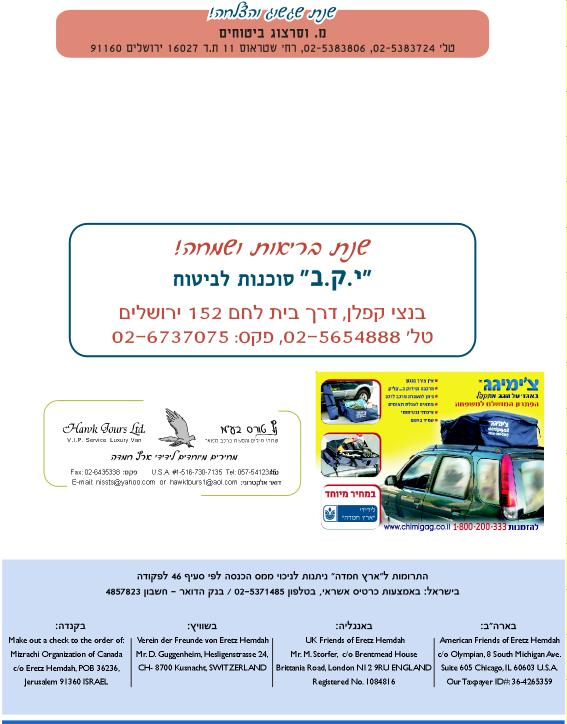 שנת שגשוג והצלחה!
מ. וסרצוג ביטוחים
טל' 02-5383724, 02-5383806, רח' שטראוס 11 ת.ד 16027 ירושלים 91160
שנת בריאות ושמחה!
"י.ק.ב" סוכנות לביטוח
בנצי קפלן, דרך בית לחם 152 ירושלים
טל' 02-5654888, פקס: 02-6737075
Hawk Tours Ltd.
V.I.P. Service Luxury Van
טורס בע"מ
מחירים מיוחדים לידידי ארץ חמדה
Fax: 02-6435338 פקס: U.S.A. #1-516-730-7135 Tel: 057-54123
E-mail: nissts@yahoo.com or hawktours1@aol.com דואר אלקטרוני:
צ'ימיגג
הפתרון המושלם למשפחה
צ'ימיגג
במחיר מיוחד
לידידי
"ארץ חמדה"
www.chimigag.co.il 1-800-200-333 להזמנות
התרומות ל"ארץ חמדה" ניתנות לניכוי ממס הכנסה לפי סעיף 46 לפקודה
בישראל: באמצעות כרטיס אשראי, בטלפון 02-5371485 / בנק הדואר - חשבון 4857823
בארה"ב:
American Friends of Eretz Hemdah
c/o Olympian, 8 South Michigan Ave.
Suite 605 Chicago, IL 60603 U.S.A.
Our Taxpayer ID#: 36-4265359
באנגליה:
UK Friends of Eretz Hemdah
Mr. M. Storfer, c/o Brentmead House
Brittania Road, London N12 9RU ENGLAND
Registered No. 1084816
בשוויץ:
Verein der Freunde von Eretz Hemdah
Mr. D. Guggenheim, Hesligenstrasse 24,
CH- 8700 Kusnacht, SWITZERLAND
בקנדה:
Make out a check to the order of:
Mizrachi Organization of Canada
c/o Eretz Hemdah, POB 36236,
Jerusalem 91360 ISRAEL